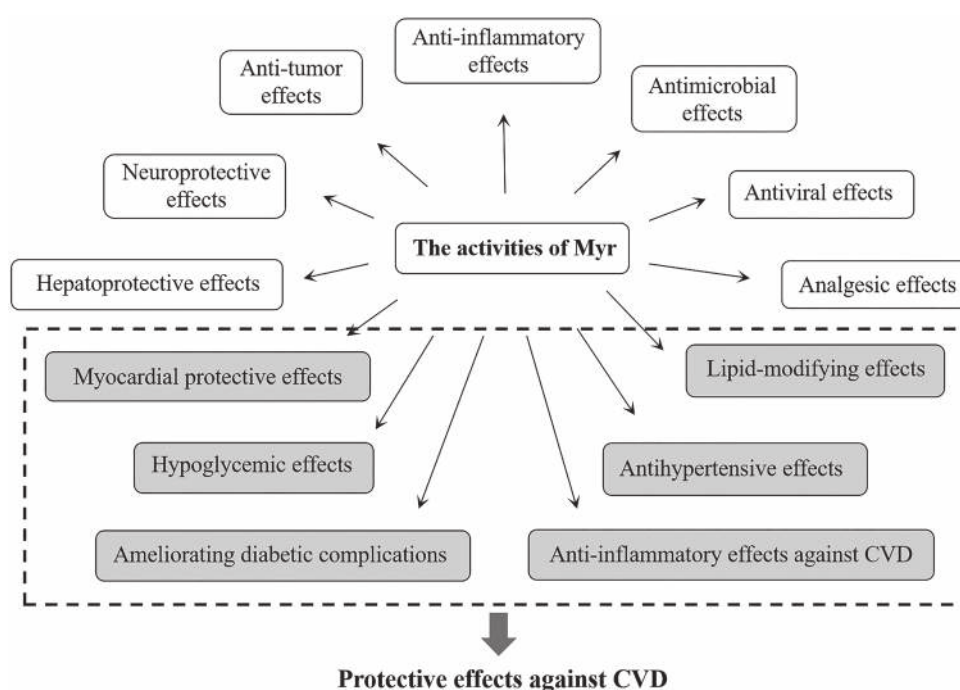 Anti-inflammatory
effects
Anti-tumor
effects
Antimicrobial
effects
Neuroprotective
effects
Antiviral effects
The activities of Myr
Hepatoprotective effects
Analgesic effects
Myocardial protective effects
Lipid-modifying effects
Hypoglycemic effects
Antihypertensive effects
Ameliorating diabetic complications
Anti-inflammatory effects against CVD
Protective effects against CVD